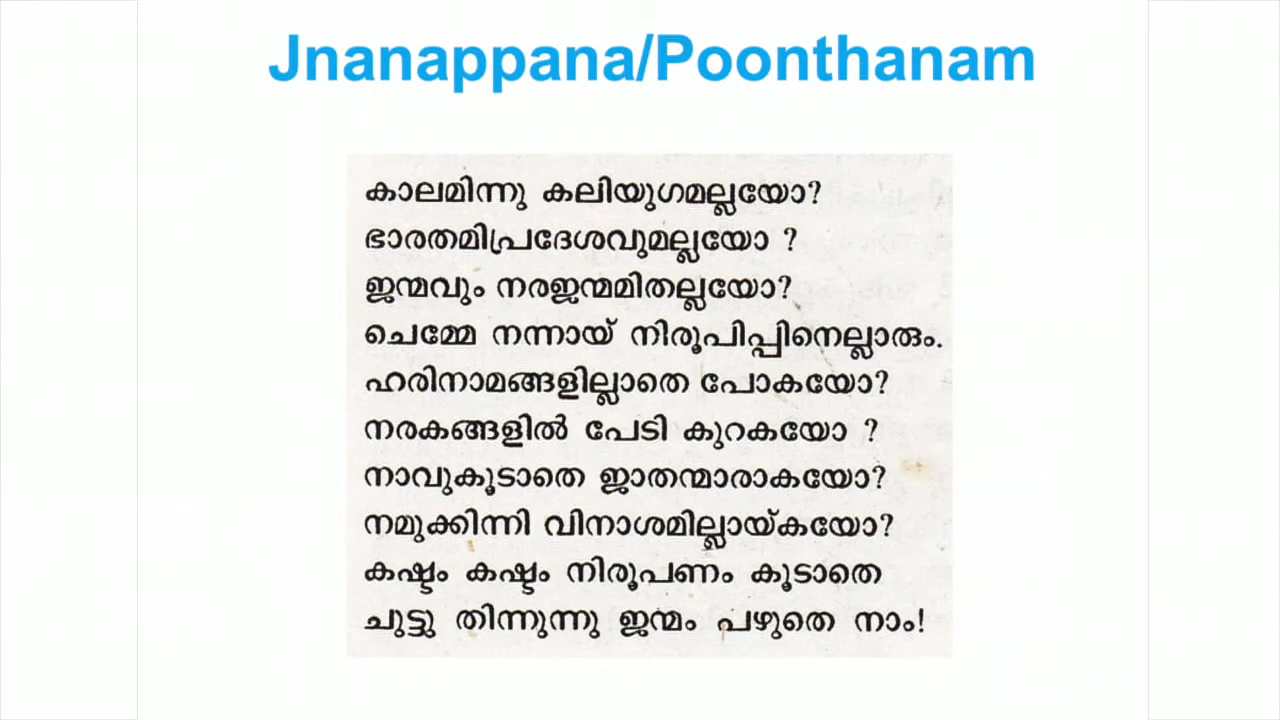 Jnanappana/Poonthanam
കാലമിന്നു കലിയുഗമല്ലയോ?
ഭാരതമിപ്രദേശവുമല്ലയോ ?
ജന്മവും നരജന്മമിതല്ലയോ?
ചെമ്മേ നന്നായ് നിരൂപിപ്പിനെല്ലാരും.
ഹരിനാമങ്ങളില്ലാതെ പോകയോ?
നരകങ്ങളിൽ പേടി കുറകയോ ?
നാവുകൂടാതെ ജാതന്മാരാകയോ?
നമുക്കിന്നി വിനാശമില്ലായ്കയോ?
കഷ്ടം കഷ്ടം നിരൂപണം കൂടാതെ
ചുട്ടു തിന്നുന്നു ജന്മം പഴുതെ നാം!